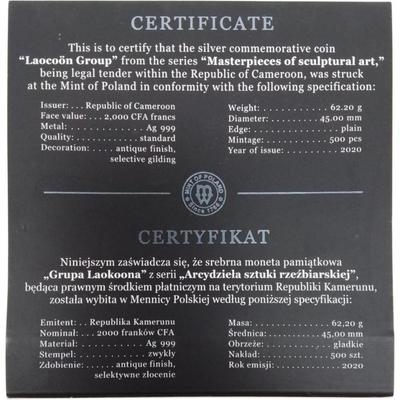 CERTIFICATE
This is to certify that the silver commemorative coin
“Laocoön Group” from the series “Masterpieces of sculptural art,”
being legal tender within the Republic of Cameroon, was struck
at the Mint of Poland in conformity with the following specification:
Issuer: . . . Republic of Cameroon
Face value: . . . 2,000 CFA francs
Metal: . . . . . . . . . . . . . . Ag 999
Quality: . . . . . . . . . . standard
Decoration: . . . . antique finish,
selective gilding
Weight: . . . . . . . . . . . . . 62.20 g
Diameter: . . . . . . . . . 45.00 mm
Edge: . . . . . . . . . . . . . . . . plain
Mintage: . . . . . . . . . . . 500 pcs
Year of issue: . . . . . . . . . . 2020
MINT OF POLAND
Since 1766
CERTYFIKAT
Niniejszym zaświadcza się, że srebrna moneta pamiątkowa
„Grupa Laokoona” z serii „Arcydzieła sztuki rzeźbiarskiej”,
będąca prawnym środkiem płatniczym na terytorium Republiki Kamerunu,
została wybita w Mennicy Polskiej według poniższej specyfikacji:
Emitent: . . . Republika Kamerunu
Nominał: . . . 2000 franków CFA
Materiał: . . . . . . . . . . . . Ag 999
Stempel: . . . . . . . . . . . . zwykły
Zdobienie: . . . . . antique finish,
selektywne złocenie
Masa: . . . . . . . . . . . . . . 62,20 g
Średnica: . . . . . . . . . . 45,00 mm
Obrzeże: . . . . . . . . . . . . gładkie
Nakład: . . . . . . . . . . . . 500 szt.
Rok emisji: . . . . . . . . . . . . 2020